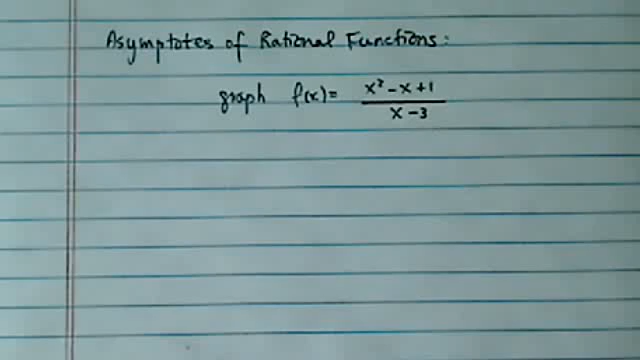 Asymptotes of Rational Functions:
graph f(x) = x² - x + 1
x - 3